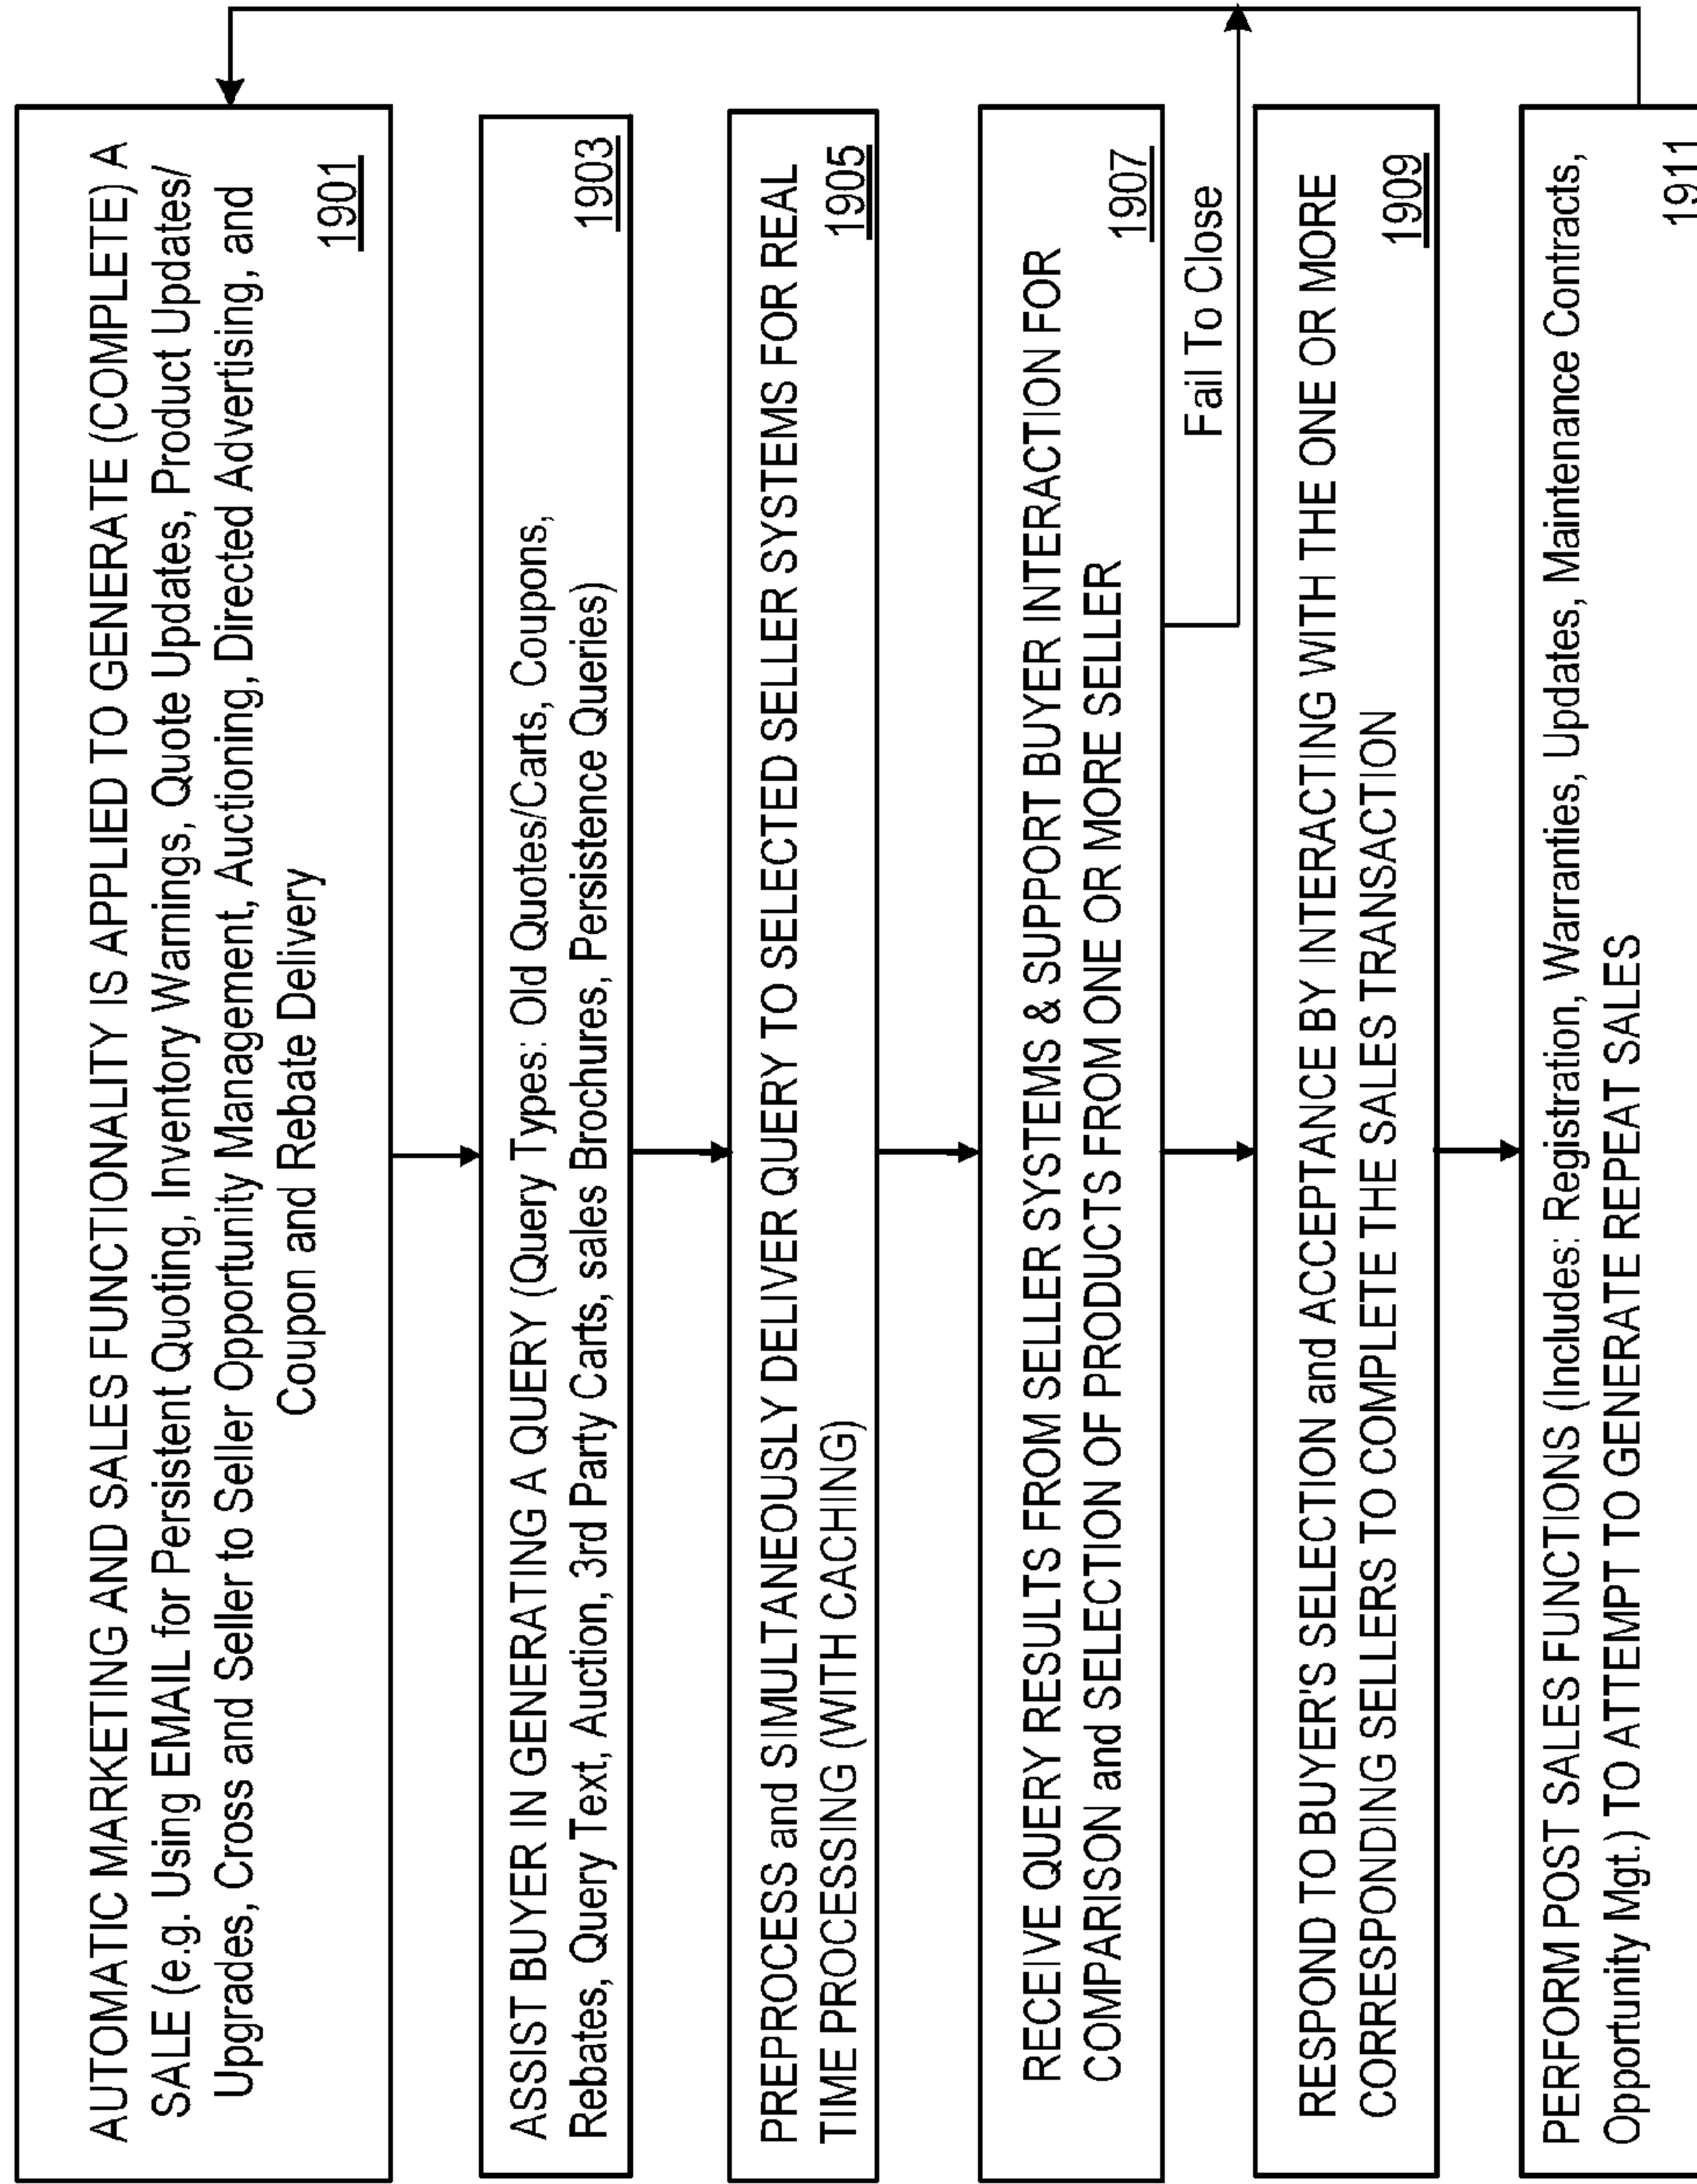 AUTOMATIC MARKETING AND SALES FUNCTIONALITY IS APPLIED TO GENERATE (COMPLETE) A
SALE (e.g. Using EMAIL for Persistent Quoting, Inventory Warnings, Quote Updates, Product Updates/
Upgrades, Cross and Seller to Seller Opportunity Management, Auctioning, Directed Advertising, and
Coupon and Rebate Delivery
1901
ASSIST BUYER IN GENERATING A QUERY (Query Types: Old Quotes/Carts, Coupons,
Rebates, Query Text, Auction, 3rd Party Carts, sales Brochures, Persistence Queries)
1903
PREPROCESS and SIMULTANEOUSLY DELIVER QUERY TO SELECTED SELLER SYSTEMS FOR REAL
TIME PROCESSING (WITH CACHING)
1905
RECEIVE QUERY RESULTS FROM SELLER SYSTEMS & SUPPORT BUYER INTERACTION FOR
COMPARISON and SELECTION OF PRODUCTS FROM ONE OR MORE SELLER
1907
Fail To Close
RESPOND TO BUYER'S SELECTION and ACCEPTANCE BY INTERACTING WITH THE ONE OR MORE
CORRESPONDING SELLERS TO COMPLETE THE SALES TRANSACTION
1909
PERFORM POST SALES FUNCTIONS (Includes: Registration, Warranties, Updates, Maintenance Contracts,
Opportunity Mgt.) TO ATTEMPT TO GENERATE REPEAT SALES
1911